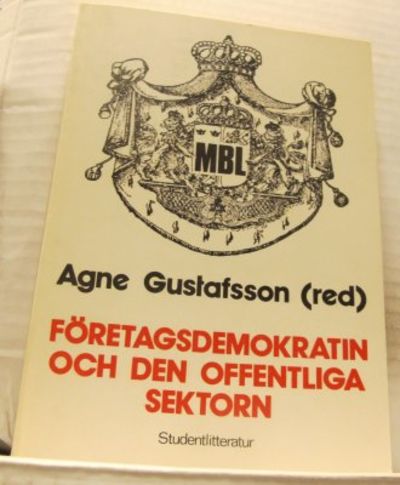 MBL
Agne Gustafsson (red)
FÖRETAGSDEMOKRATIN
OCH DEN OFFENTLIGA
SEKTORN
Studentlitteratur